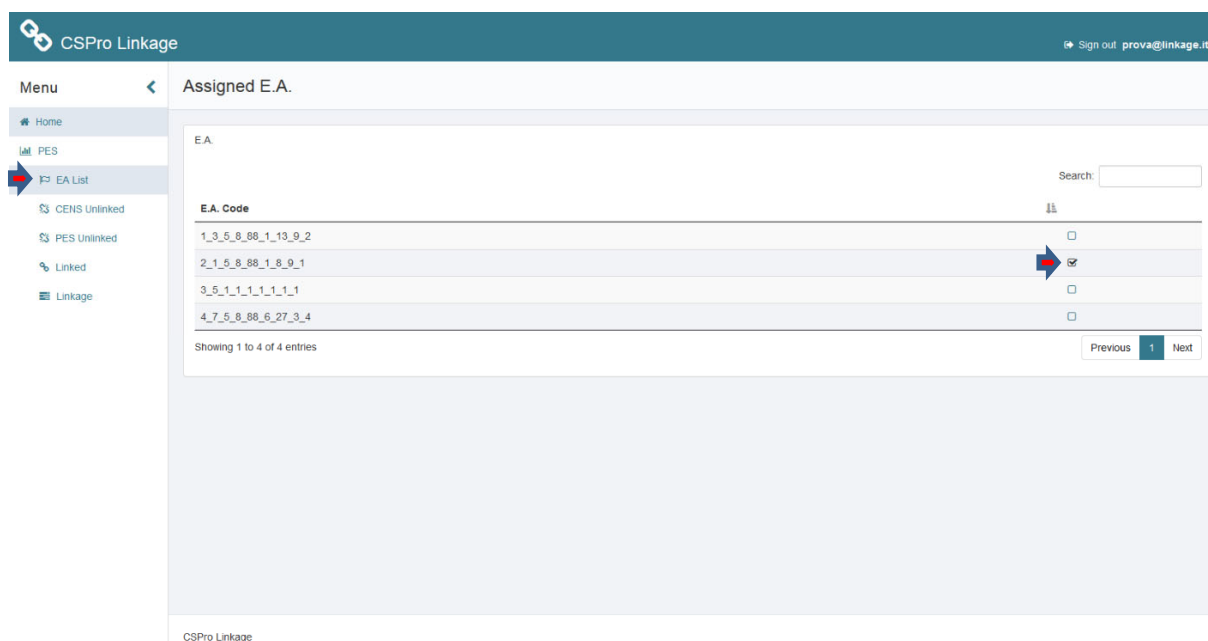 CSPro Linkage
Sign out prova@linkage.it
Menu
Assigned E.A.
Home
PES
EA List
CENS Unlinked
PES Unlinked
Linked
Linkage
E.A.
Search:
E.A. Code
1_3_5_8_88_1_13_9_2
2_1_5_8_88_1_8_9_1
3_5_1_1_1_1_1_1_1
4_7_5_8_88_6_27_3_4
Showing 1 to 4 of 4 entries
Previous 1 Next
CSPro Linkage